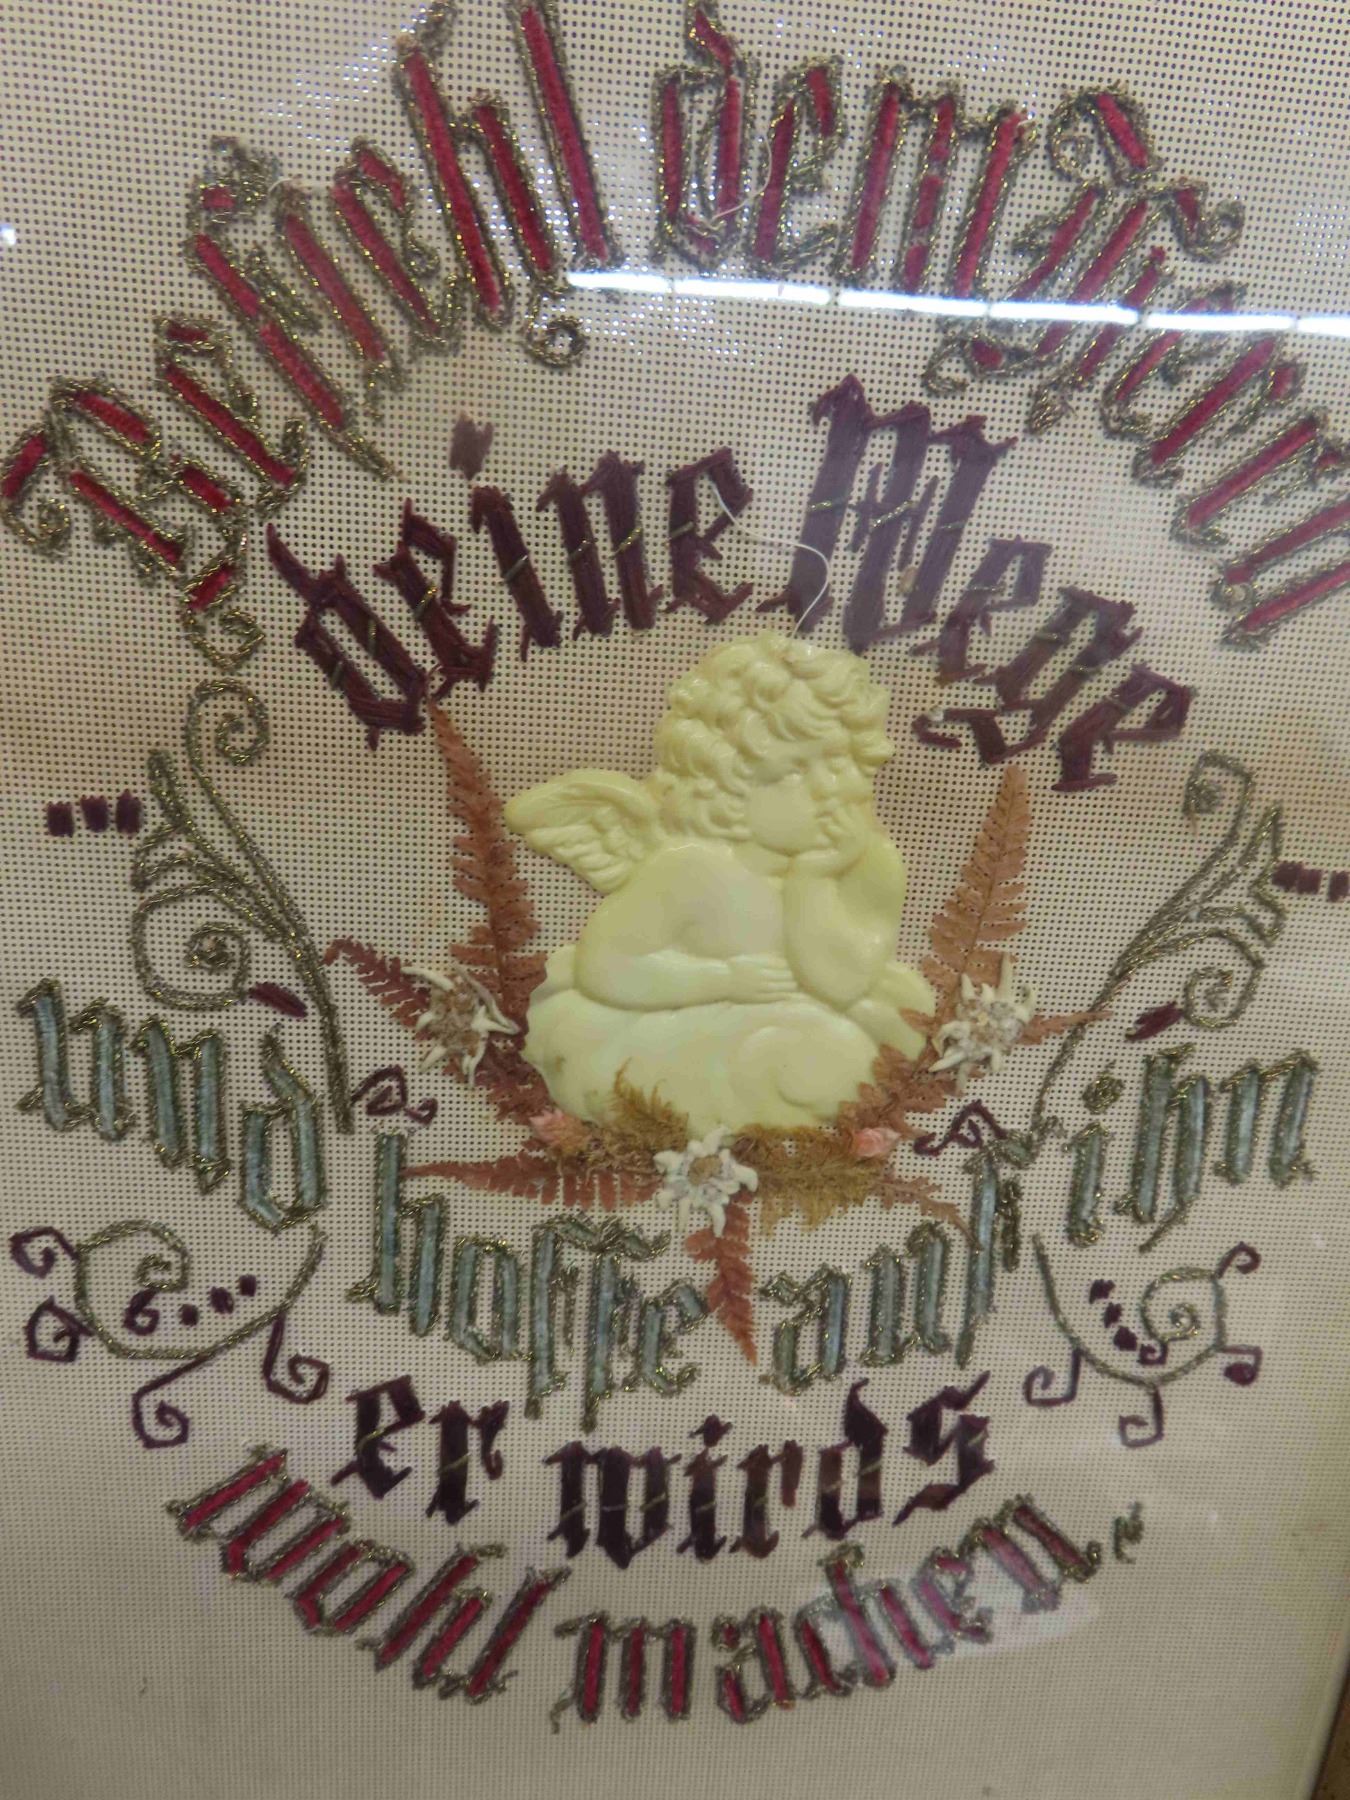 Befiehl dem Herrn
deine Wege
und hoffe auf ihn
er wirds
wohl machen.